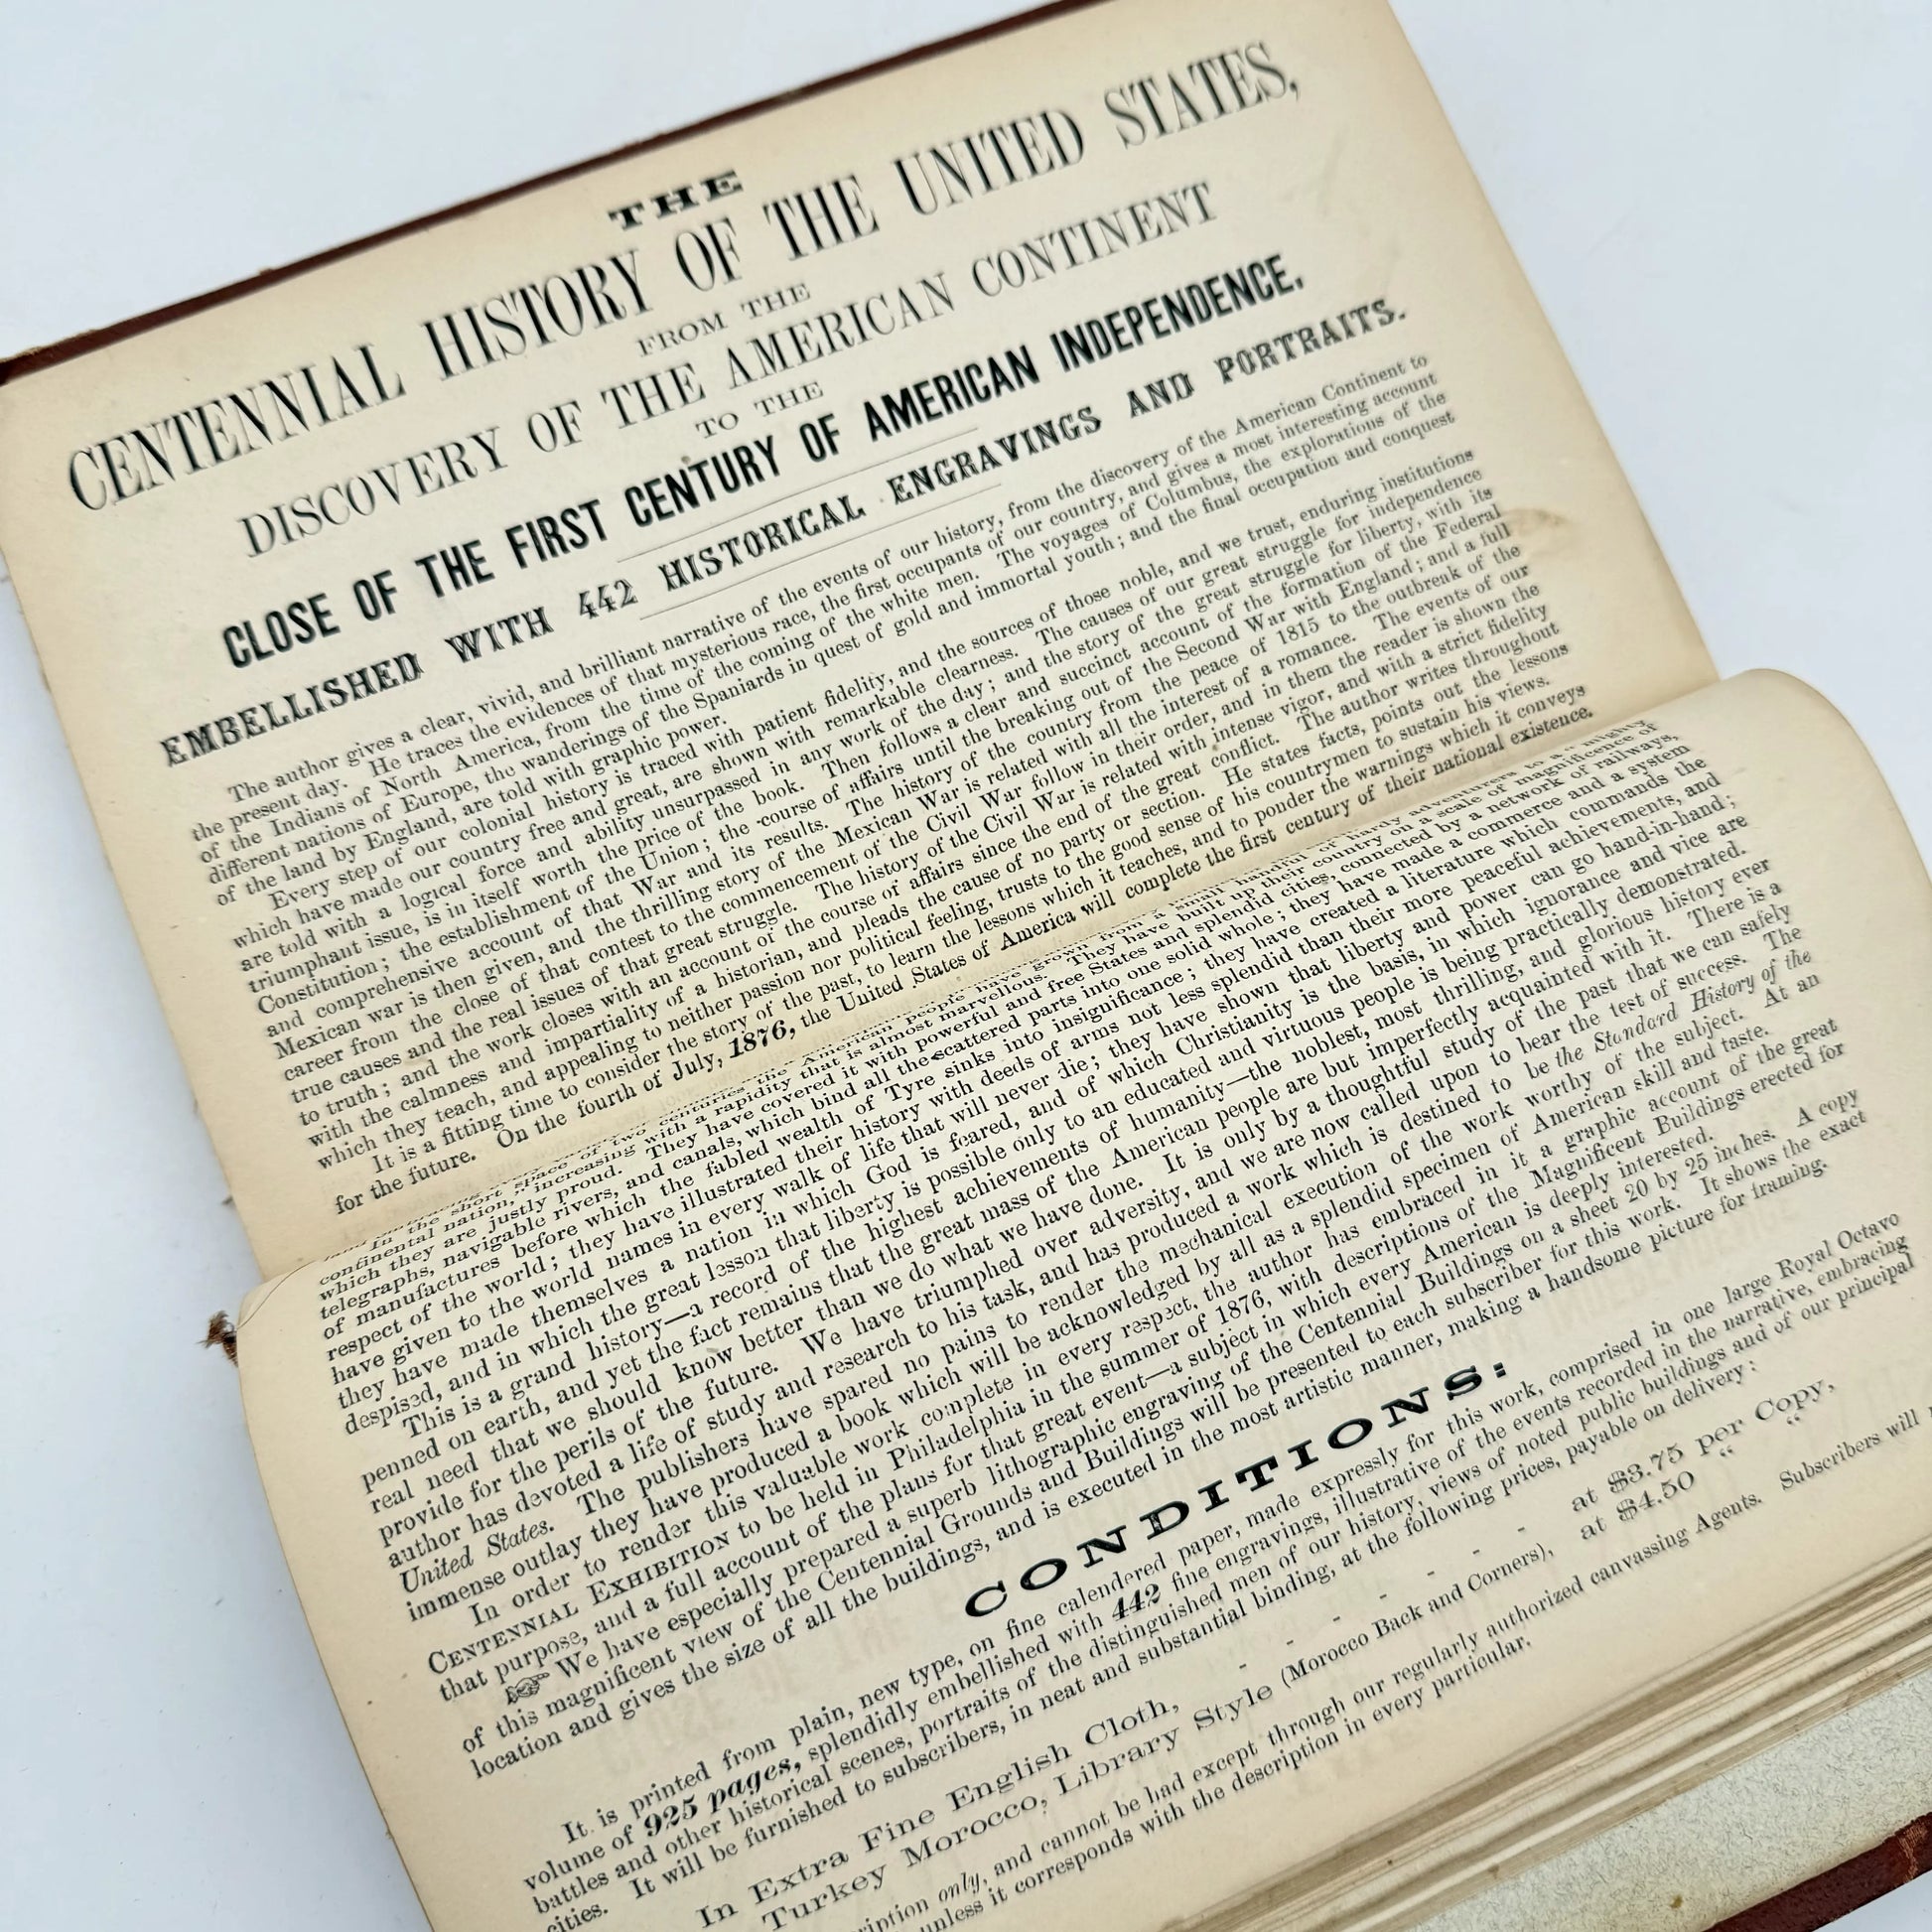 THE
CENTENNIAL HISTORY OF THE UNITED STATES,
FROM THE
DISCOVERY OF THE AMERICAN CONTINENT
TO THE
CLOSE OF THE FIRST CENTURY OF AMERICAN INDEPENDENCE,
EMBELLISHED WITH 442 HISTORICAL ENGRAVINGS AND PORTRAITS.
The author gives a clear, vivid, and brilliant narrative of the events of our history, from the discovery of the American Continent to
the present day. He traces the evidences of that mysterious race, the first occupants of our country, and gives a most interesting account
of the Indians of North America, from the time of the coming of the white men. The voyages of Columbus, the explorations of the
different nations of Europe, the wanderings of the Spaniards in quest of gold and immortal youth; and the final occupation and conquest
of the land by England, are told with graphic power.
Every step of our colonial history is traced with patient fidelity, and the sources of those noble, and we trust, enduring institutions
which have made our country free and great, are shown with remarkable clearness. The causes of our great struggle for independence
are told with a logical force and ability unsurpassed in any work of the day; and the story of the great struggle for liberty, with its
triumphant issue, is in itself worth the price of the book. Then follows a clear and succinct account of the formation of the Federal
Constitution; the establishment of the Union; the course of affairs until the breaking out of the Second War with England; and a full
and comprehensive account of that War and its results. The history of the country from the peace of 1815 to the outbreak of the
Mexican war is then given, and the thrilling story of the Mexican War is related with all the interest of a romance. The events of our
career from the close of that contest to the commencement of the Civil War follow in their order, and in them the reader is shown the
true causes and the real issues of that great struggle. The history of the Civil War is related with intense vigor, and with a strict fidelity
to truth; and the work closes with an account of the course of affairs since the end of the great conflict. The author writes throughout
with the calmness and impartiality of a historian, and pleads the cause of no party or section. He states facts, points out the lessons
which they teach, and appealing to neither passion nor political feeling, trusts to the good sense of his countrymen to sustain his views.
It is a fitting time to consider the story of the past, to learn the lessons which it teaches, and to ponder the warnings which it conveys
for the future. On the fourth of July, 1876, the United States of America will complete the first century of their national existence.
In the short space of two centuries the American people have grown from a small handful of hardy adventurers to a "mighty
continental nation," increasing with a rapidity that is almost marvellous. They have built up their country on a scale of magnificence of
which they are justly proud. They have covered it with powerful and free States and splendid cities, connected by a network of railways,
telegraphs, navigable rivers, and canals, which bind all the scattered parts into one solid whole; they have made a commerce and a system
of manufactures before which the fabled wealth of Tyre sinks into insignificance; they have created a literature which commands the
respect of the world; they have illustrated their history with deeds of arms not less splendid than their more peaceful achievements, and
have given to the world names in every walk of life that will never die; they have shown that liberty and power can go hand-in-hand;
they have made themselves a nation in which God is feared, and of which Christianity is the basis, in which ignorance and vice are
despised, and in which the great lesson that liberty is possible only to an educated and virtuous people is being practically demonstrated.
This is a grand history—a record of the highest achievements of humanity—the noblest, most thrilling, and glorious history ever
penned on earth, and yet the fact remains that the great mass of the American people are but imperfectly acquainted with it. There is a
real need that we should know better than we do what we have done. It is only by a thoughtful study of the past that we can safely
provide for the perils of the future. We have triumphed over adversity, and we are now called upon to bear the test of success. The
author has devoted a life of study and research to his task, and has produced a work which is destined to be the Standard History of the
United States. The publishers have spared no pains to render the mechanical execution of the work worthy of the subject. At an
immense outlay they have produced a book which will be acknowledged by all as a splendid specimen of American skill and taste.
In order to render this valuable work complete in every respect, the author has embraced in it a graphic account of the great
CENTENNIAL EXHIBITION to be held in Philadelphia in the summer of 1876, with descriptions of the Magnificent Buildings erected for
that purpose, and a full account of the plans for that great event—a subject in which every American is deeply interested.
☞ We have especially prepared a superb lithographic engraving of the Centennial Buildings on a sheet 20 by 25 inches. A copy
of this magnificent view of the Centennial Grounds and Buildings will be presented to each subscriber for this work. It shows the exact
location and gives the size of all the buildings, and is executed in the most artistic manner, making a handsome picture for framing.
CONDITIONS:
It is printed from plain, new type, on fine calendered paper, made expressly for this work, comprised in one large Royal Octavo
volume of 925 pages, splendidly embellished with 442 fine engravings, illustrative of the events recorded in the narrative, embracing
battles and other historical scenes, portraits of the distinguished men of our history, views of noted public buildings and of our principal
cities. It will be furnished to subscribers, in neat and substantial binding, at the following prices, payable on delivery:
In Extra Fine English Cloth, - - - - - - - at $3.75 per Copy,
Turkey Morocco, Library Style (Morocco Back and Corners), at $4.50 " "
only, and cannot be had except through our regularly authorized canvassing Agents. Subscribers will
unless it corresponds with the description in every particular.